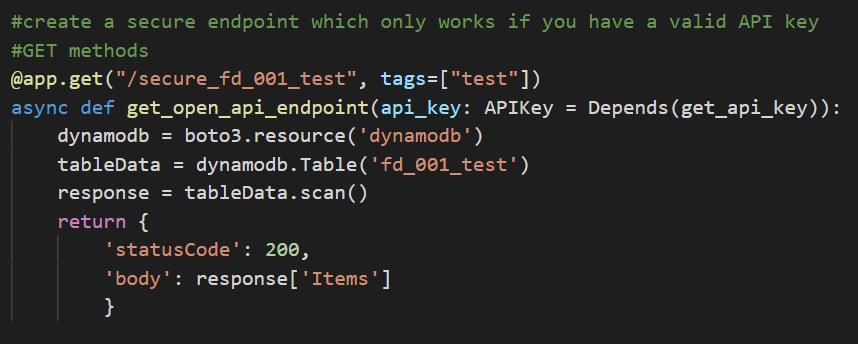 #create a secure endpoint which only works if you have a valid API key
#GET methods
@app.get("/secure_fd_001_test", tags=["test"])
async def get_open_api_endpoint(api_key: APIKey = Depends(get_api_key)):
    dynamodb = boto3.resource('dynamodb')
    tableData = dynamodb.Table('fd_001_test')
    response = tableData.scan()
    return {
        'statusCode': 200,
        'body': response['Items']
        }